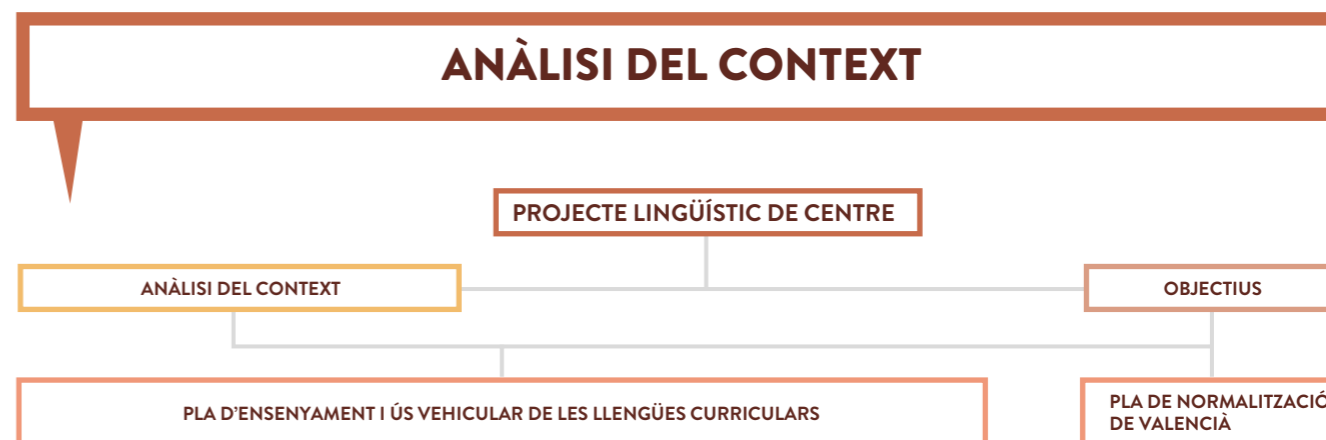 ANÀLISI DEL CONTEXT
PROJECTE LINGÜÍSTIC DE CENTRE
ANÀLISI DEL CONTEXT
OBJECTIUS
PLA D'ENSENYAMENT I ÚS VEHICULAR DE LES LLENGÜES CURRICULARS
PLA DE NORMALITZACIÓ
DE VALENCIÀ